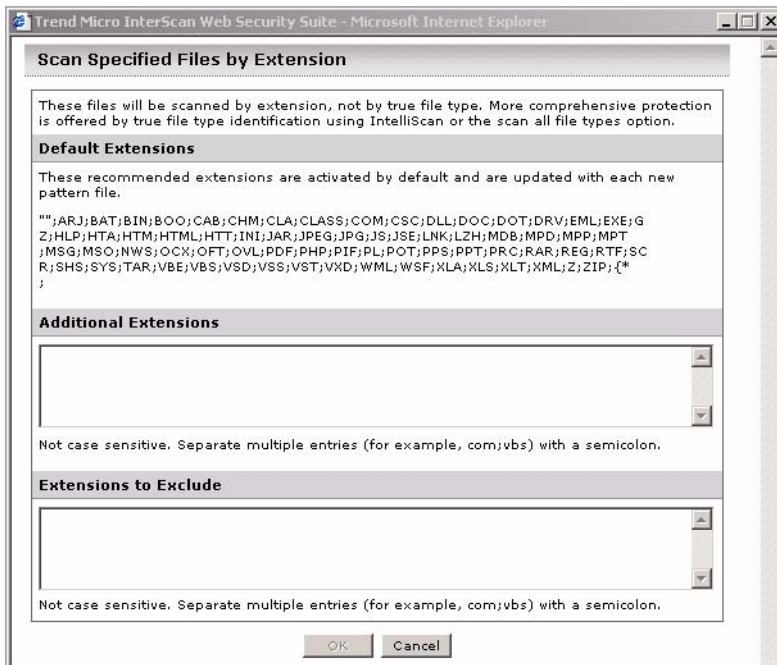 Trend Micro InterScan Web Security Suite - Microsoft Internet Explorer
Scan Specified Files by Extension
These files will be scanned by extension, not by true file type. More comprehensive protection
is offered by true file type identification using IntelliScan or the scan all file types option.
Default Extensions
These recommended extensions are activated by default and are updated with each new
pattern file.
"";ARJ;BAT;BIN;BOO;CAB;CHM;CLA;CLASS;COM;CSC;DLL;DOC;DOT;DRV;EML;EXE;G
Z;HLP;HTA;HTM;HTML;HTT;INI;JAR;JPEG;JPG;JS;JSE;LNK;LZH;MDB;MPD;MPP;MPT
;MSG;MSO;NWS;OCX;OFT;OVL;PDF;PHP;PIF;PL;POT;PPS;PPT;PRC;RAR;REG;RTF;SC
R;SHS;SYS;TAR;VBE;VBS;VSD;VSS;VST;VXD;WML;WSF;XLA;XLS;XLT;XML;Z;ZIP;{*
;
Additional Extensions
Not case sensitive. Separate multiple entries (for example, com;vbs) with a semicolon.
Extensions to Exclude
Not case sensitive. Separate multiple entries (for example, com;vbs) with a semicolon.
OK Cancel